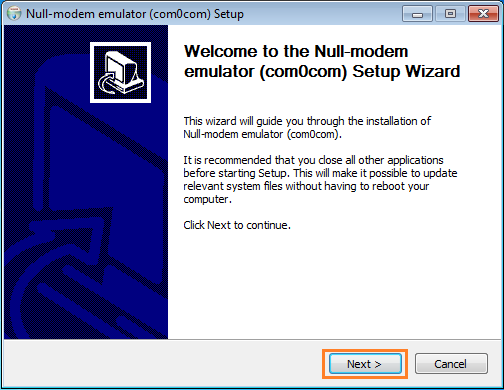 Null-modem emulator (com0com) Setup
Welcome to the Null-modem
emulator (com0com) Setup Wizard
This wizard will guide you through the installation of
Null-modem emulator (com0com).
It is recommended that you close all other applications
before starting Setup. This will make it possible to update
relevant system files without having to reboot your
computer.
Click Next to continue.
Next >
Cancel